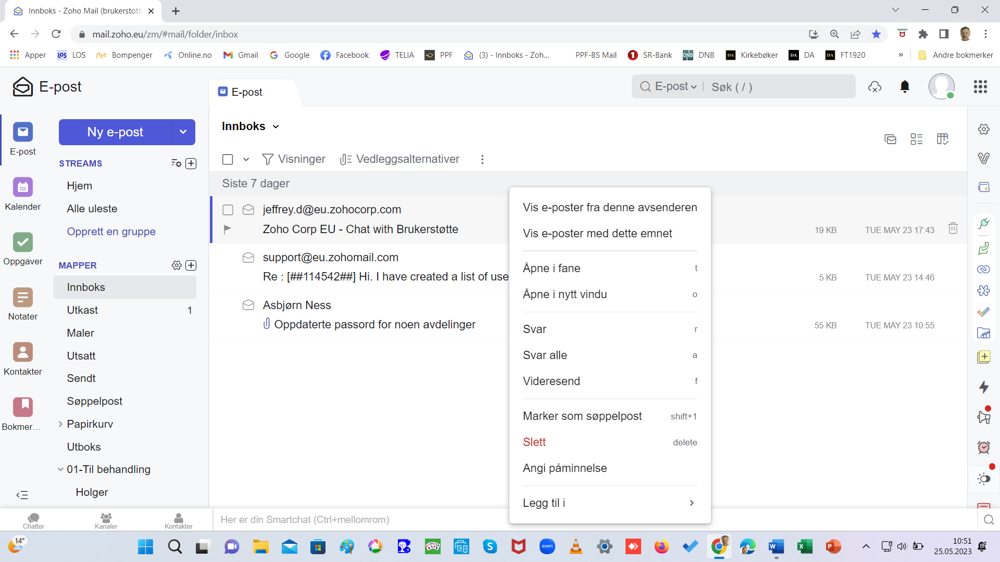 Innboks - Zoho Mail (brukerstott
mail.zoho.eu/zm/#mail/folder/inbox
Apper
LOS LOS
flyt Bompenger
Online.no
Gmail
Google
Facebook
TELIA
PPF
(3) - Innboks - Zoh...
PPF-BS Mail
1 SR-Bank
DNB DNB
DA Kirkebøker
DA DA
DA FT1920
»
Andre bokmerker
E-post
E-post
E-post
Søk ( / )
E-post
Kalender
Oppgaver
Notater
Kontakter
Bokmer...
Ny e-post
STREAMS
Hjem
Alle uleste
Opprett en gruppe
MAPPER
Innboks
Utkast 1
Maler
Utsatt
Sendt
Søppelpost
Papirkurv
Utboks
01-Til behandling
Holger
Innboks
Visninger
Vedleggsalternativer
Siste 7 dager
jeffrey.d@eu.zohocorp.com
Zoho Corp EU - Chat with Brukerstøtte
19 KB TUE MAY 23 17:43
support@eu.zohomail.com
Re : [##114542##] Hi. I have created a list of use
5 KB TUE MAY 23 14:46
Asbjørn Ness
Oppdaterte passord for noen avdelinger
55 KB TUE MAY 23 10:55
Vis e-poster fra denne avsenderen
Vis e-poster med dette emnet
Åpne i fane t
Åpne i nytt vindu o
Svar r
Svar alle a
Videresend f
Marker som søppelpost shift+1
Slett delete
Angi påminnelse
Legg til i
Chatter
Kanaler
Kontakter
Her er din Smartchat (Ctrl+mellomrom)
14°
zoom
10:51
25.05.2023